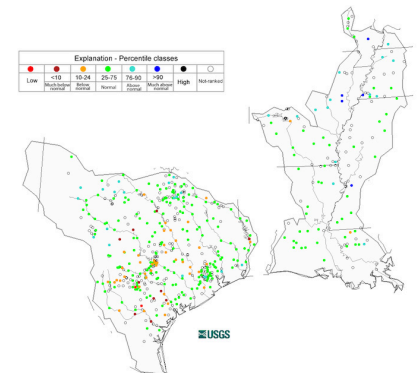 Explanation - Percentile classes
Low
<10
10-24
25-75
76-90
>90
High
Not-ranked
Much below normal
Below normal
Normal
Above normal
Much above normal
USGS